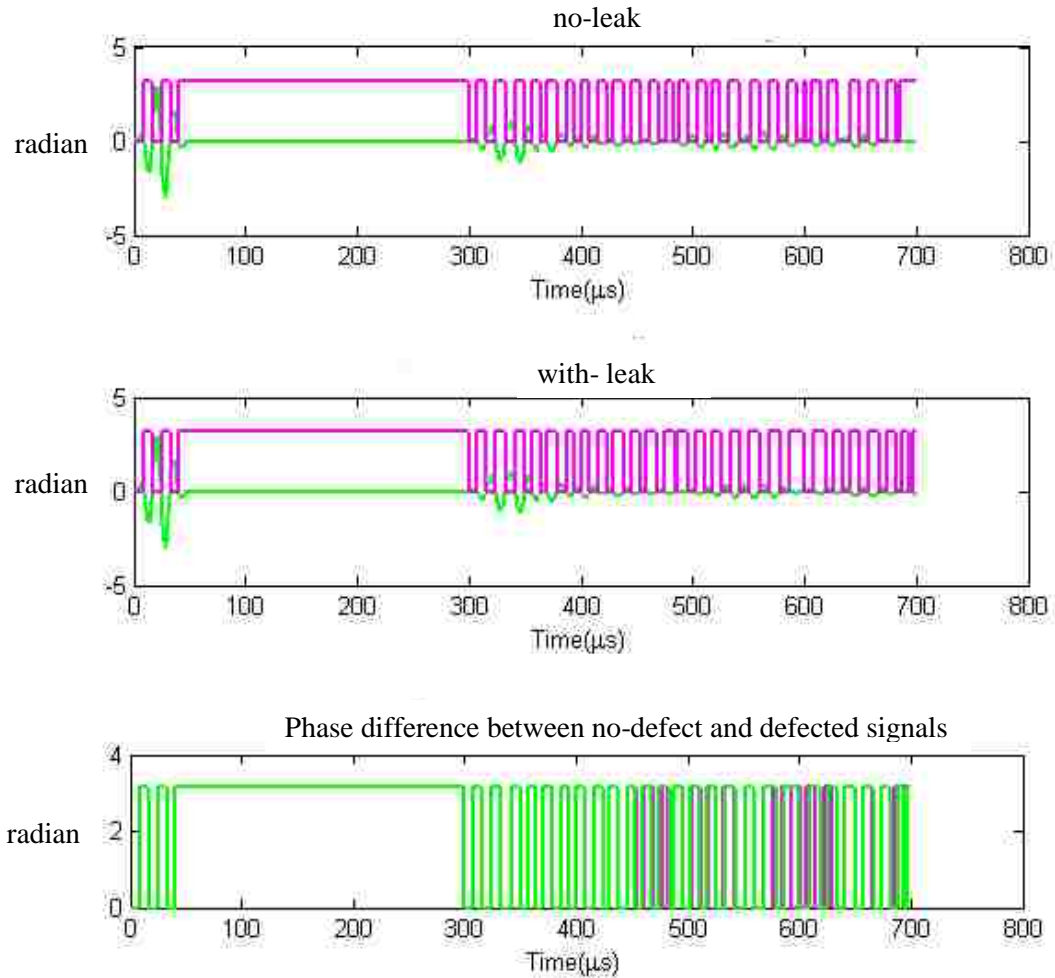 no-leak
5
radian
0
-5
0 100 200 300 400 500 600 700 800
Time(µs)
with- leak
5
radian
0
-5
0 100 200 300 400 500 600 700 800
Time(µs)
Phase difference between no-defect and defected signals
4
radian
2
0
0 100 200 300 400 500 600 700 800
Time(µs)